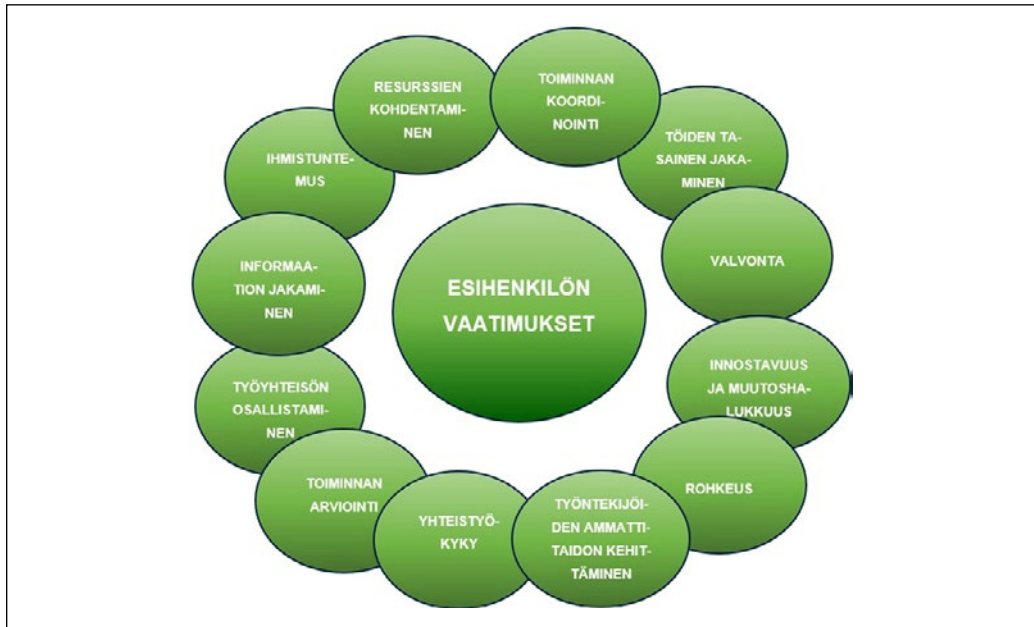 ESIHENKILÖN
VAATIMUKSET
TOIMINNAN
KOORDI-
NOINTI
TÖIDEN TA-
SAINEN JAKA-
MINEN
VALVONTA
INNOSTAVUUS
JA MUUTOSHA-
LUKKUUS
ROHKEUS
TYÖNTEKIJÖI-
DEN AMMATTI-
TAIDON KEHIT-
TÄMINEN
YHTEISTYÖ-
KYKY
TOIMINNAN
ARVIOINTI
TYÖYHTEISÖN
OSALLISTAMI-
NEN
INFORMAA-
TION JAKAMI-
NEN
IHMISTUNTE-
MUS
RESURSSIEN
KOHDENTAMI-
NEN